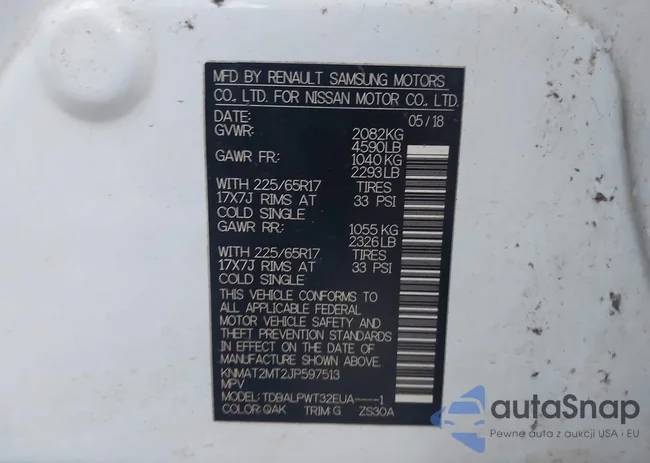 MFD BY RENAULT SAMSUNG MOTORS
CO., LTD. FOR NISSAN MOTOR CO., LTD.
DATE: 05/18
GVWR: 2082KG
4590LB
GAWR FR: 1040KG
2293LB
WITH 225/65R17 TIRES
17X7J RIMS AT 33 PSI
COLD SINGLE
GAWR RR: 1055 KG
2326LB
WITH 225/65R17 TIRES
17X7J RIMS AT 33 PSI
COLD SINGLE
THIS VEHICLE CONFORMS TO
ALL APPLICABLE FEDERAL
MOTOR VEHICLE SAFETY AND
THEFT PREVENTION STANDARDS
IN EFFECT ON THE DATE OF
MANUFACTURE SHOWN ABOVE.
KNMAT2MT2JP597513
MPV
MODEL: TDBALPWT32EUA-----1
COLOR: QAK TRIM: G ZS30A
autoSnap
Pewne auta z aukcji USA i EU